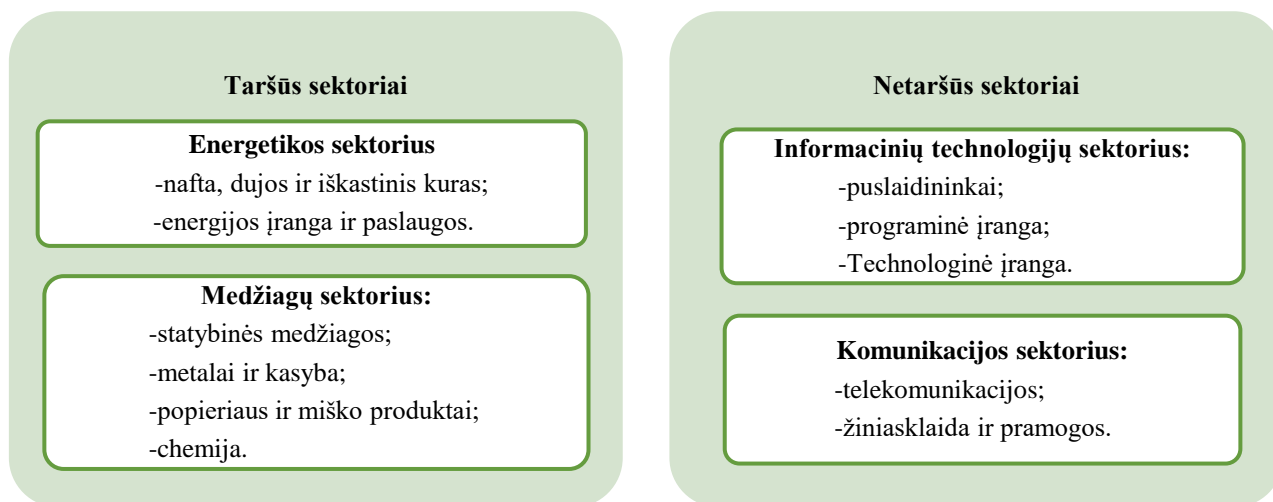 Taršūs sektoriai
Energetikos sektorius
-nafta, dujos ir iškastinis kuras;
-energijos įranga ir paslaugos.
Medžiagų sektorius:
-statybinės medžiagos;
-metalai ir kasyba;
-popieriaus ir miško produktai;
-chemija.
Netaršūs sektoriai
Informacinių technologijų sektorius:
-puslaidininkai;
-programinė įranga;
-Technologinė įranga.
Komunikacijos sektorius:
-telekomunikacijos;
-žiniasklaida ir pramogos.